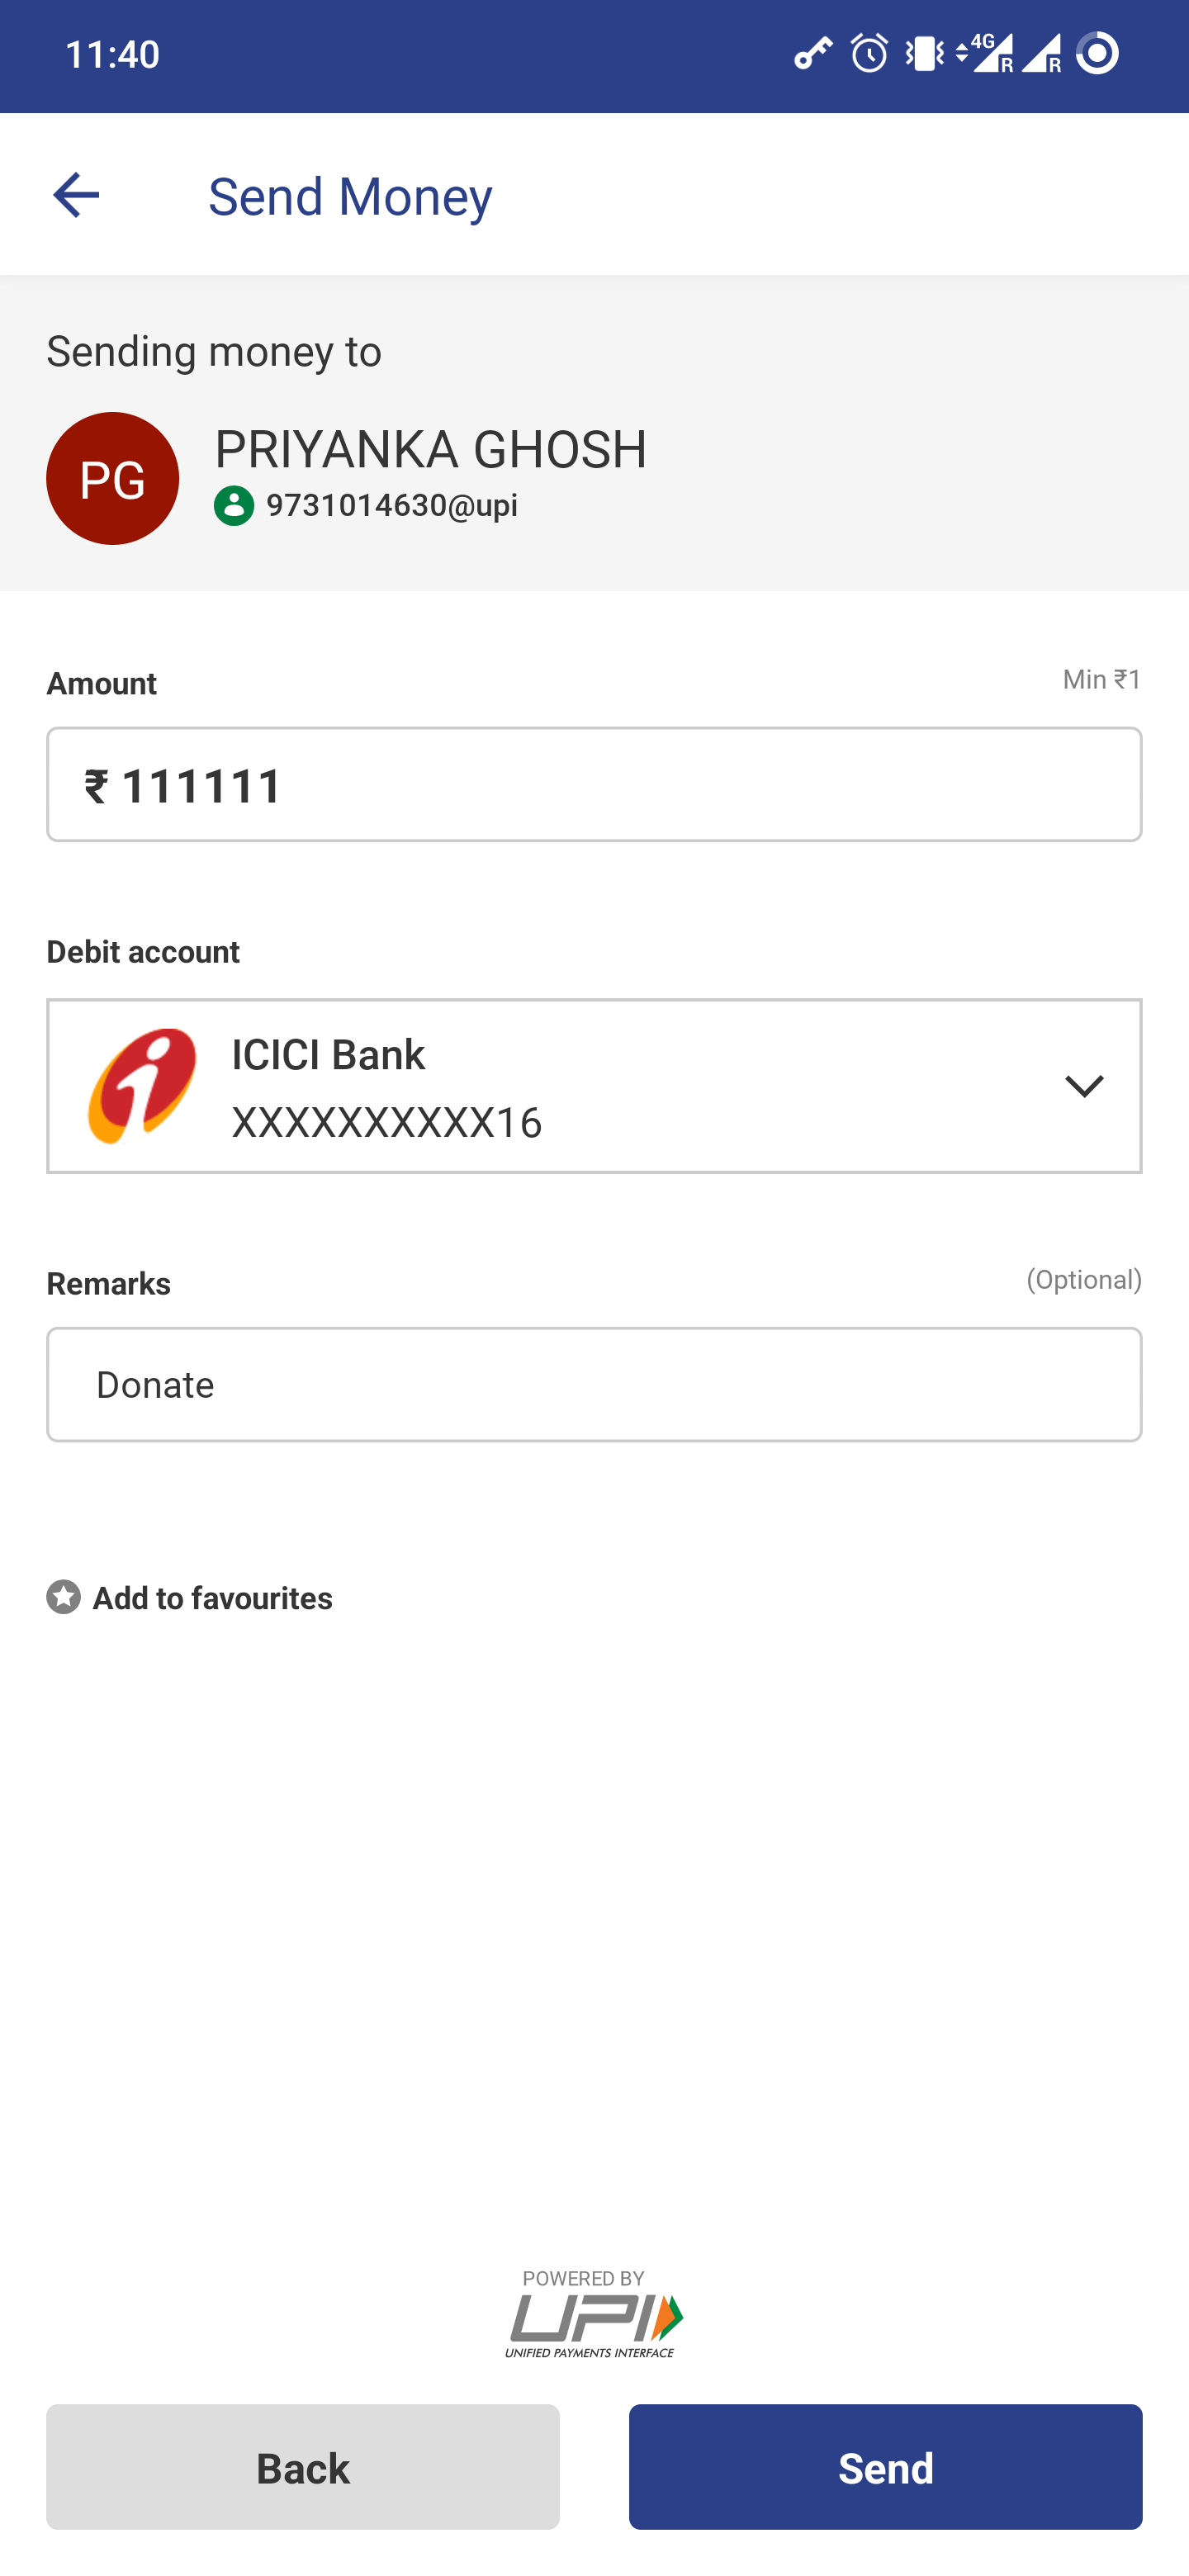 11:40
4G
R
R
Send Money
Sending money to
PG
PRIYANKA GHOSH
9731014630@upi
Amount
Min ₹1
₹ 111111
Debit account
ICICI Bank
XXXXXXXXXX16
Remarks
(Optional)
Donate
Add to favourites
POWERED BY
UPI
UNIFIED PAYMENTS INTERFACE
Back
Send